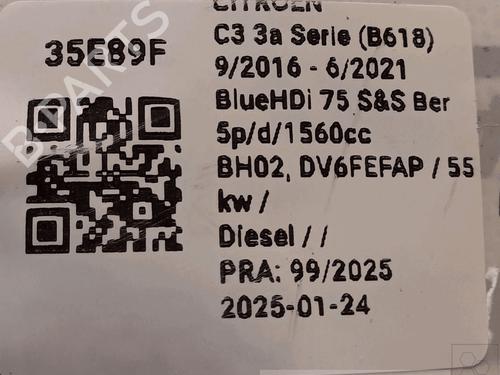 CITROEN
35E89F
C3 3a Serie (B618)
9/2016 - 6/2021
BlueHDi 75 S&S Ber
5p/d/1560cc
BH02, DV6FEFAP / 55
kw /
Diesel / /
PRA: 99/2025
2025-01-24
B PARTS